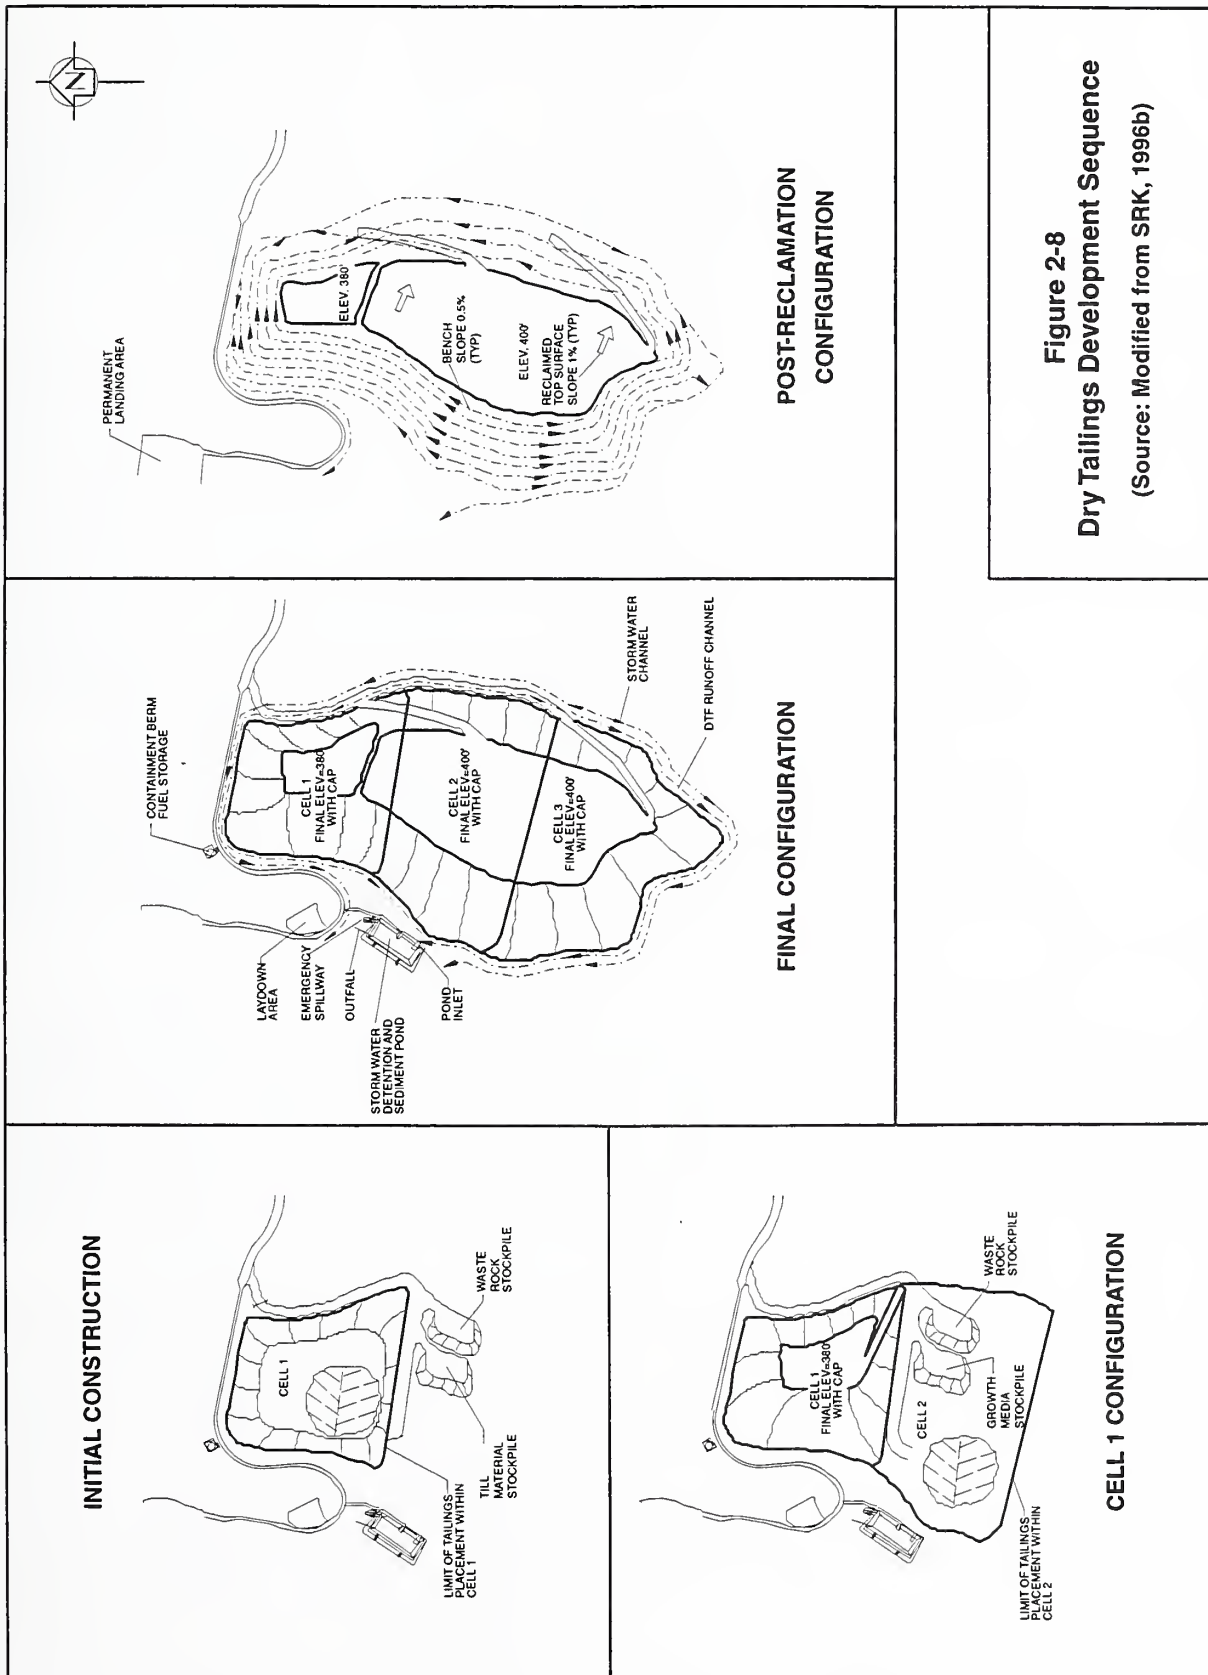 INITIAL CONSTRUCTION
CELL 1
WASTE
ROCK
STOCKPILE
TILL
MATERIAL
STOCKPILE
LIMIT OF TAILINGS
PLACEMENT WITHIN
CELL 1
CELL 1
FINAL ELEV=380'
WITH CAP
CELL 2
WASTE
ROCK
STOCKPILE
GROWTH
MEDIA
STOCKPILE
LIMIT OF TAILINGS
PLACEMENT WITHIN
CELL 2
CELL 1 CONFIGURATION
CONTAINMENT BERM
FUEL STORAGE
LAYDOWN
AREA
EMERGENCY
SPILLWAY
OUTFALL
STORM WATER
DETENTION AND
SEDIMENT POND
POND
INLET
CELL 1
FINAL ELEV=380'
WITH CAP
CELL 2
FINAL ELEV=400'
WITH CAP
CELL 3
FINAL ELEV=400'
WITH CAP
STORM WATER
CHANNEL
DTF RUNOFF CHANNEL
FINAL CONFIGURATION
N
PERMANENT
LANDING AREA
ELEV. 380'
BENCH
SLOPE 0.5%
(TYP)
ELEV. 400'
RECLAIMED
TOP SURFACE
SLOPE 1% (TYP)
POST-RECLAMATION
CONFIGURATION
Figure 2-8
Dry Tailings Development Sequence
(Source: Modified from SRK, 1996b)